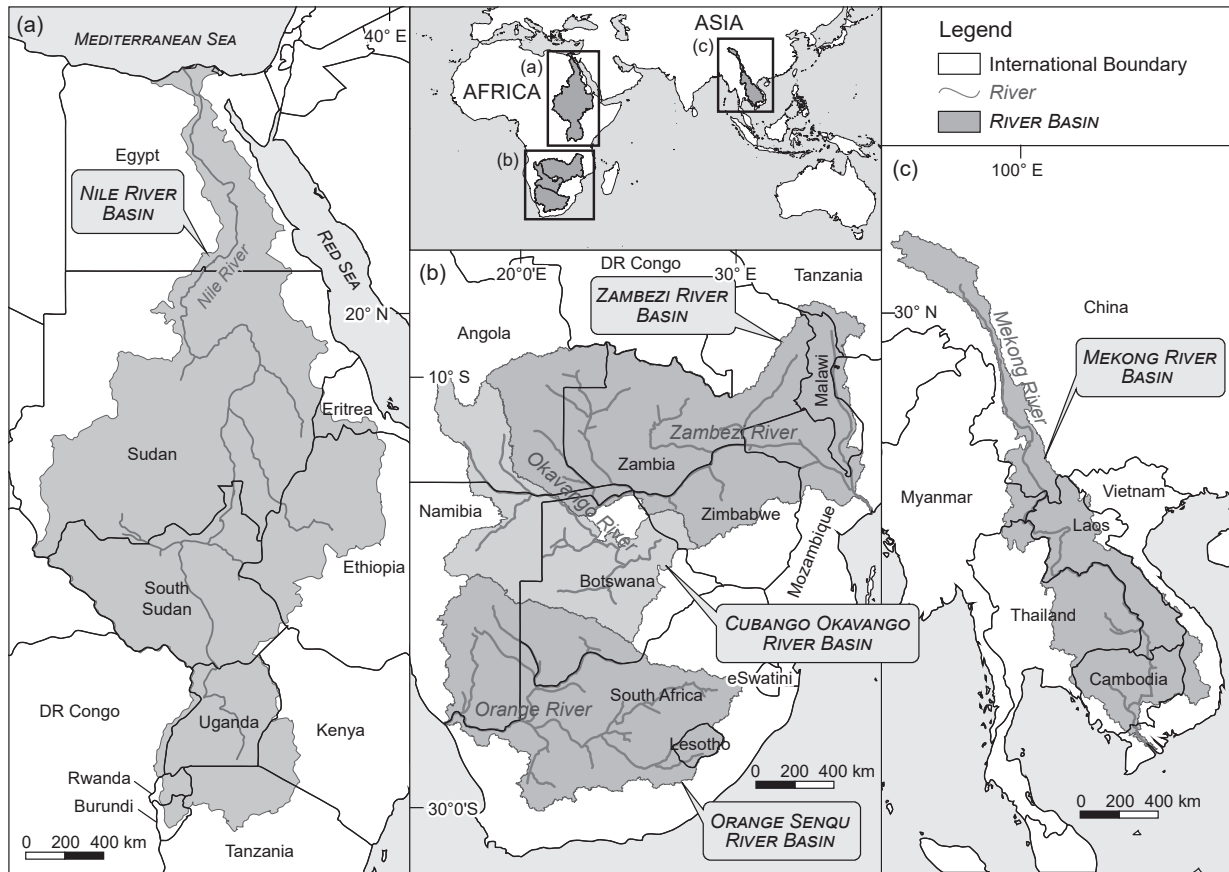 (a)
MEDITERRANEAN SEA
40° E
Egypt
NILE RIVER
BASIN
RED SEA
Nile River
20° N
Eritrea
Sudan
Ethiopia
South
Sudan
DR Congo
Uganda
Kenya
Rwanda
Burundi
0 200 400 km
Tanzania
ASIA
(c)
(a)
AFRICA
(b)
Legend
International Boundary
River
RIVER BASIN
(b)
20°0'E
DR Congo
30° E
Tanzania
ZAMBEZI RIVER
BASIN
Angola
10° S
Malawi
Zambezi River
Okavango River
Zambia
Namibia
Zimbabwe
Mozambique
Botswana
CUBANGO OKAVANGO
RIVER BASIN
eSwatini
South Africa
Orange River
Lesotho
0 200 400 km
30°0'S
ORANGE SENQU
RIVER BASIN
100° E
(c)
30° N
China
Mekong River
MEKONG RIVER
BASIN
Myanmar
Vietnam
Laos
Thailand
Cambodia
0 200 400 km